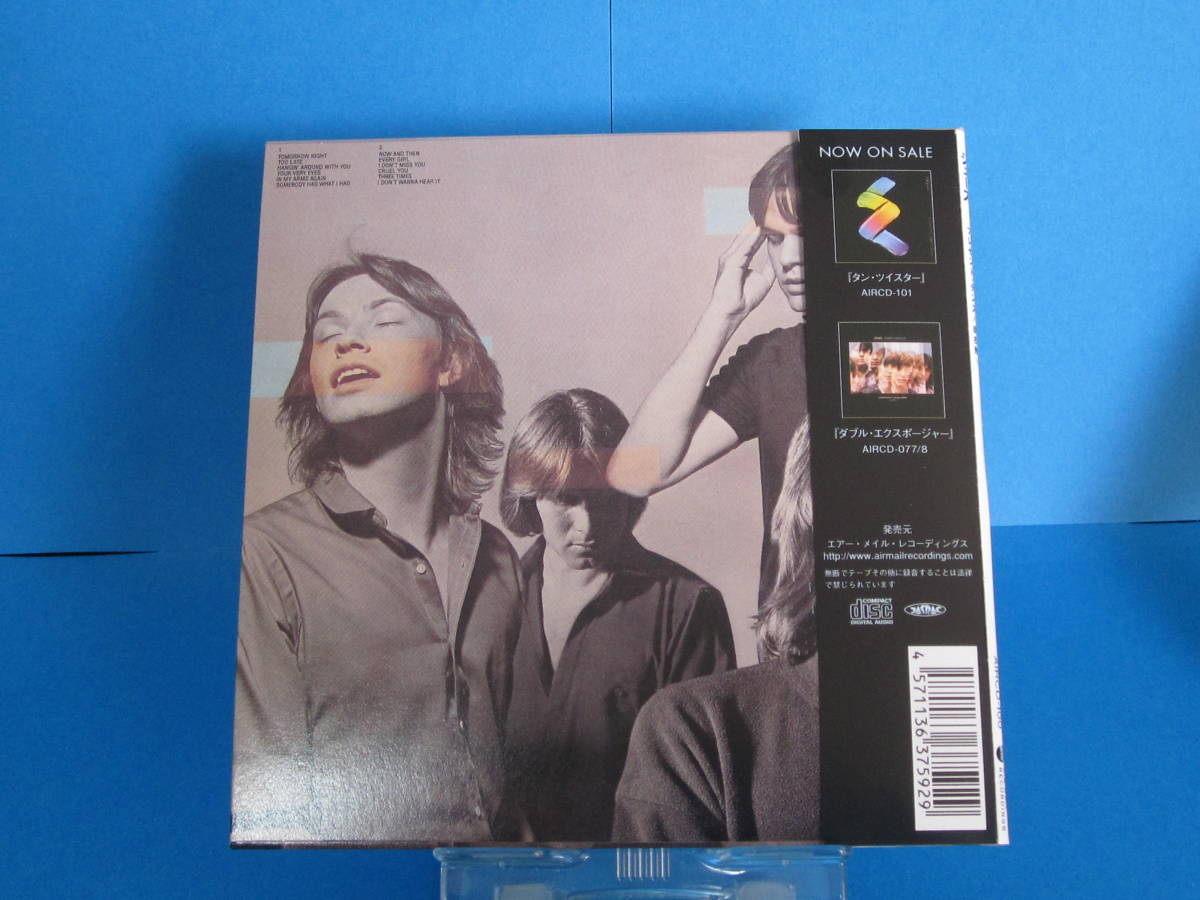 1
TOMORROW NIGHT
TOO LATE
HANGIN' AROUND WITH YOU
YOUR VERY EYES
IN MY ARMS AGAIN
SOMEBODY HAS WHAT I HAD
2
NOW AND THEN
EVERY GIRL
I DON'T MISS YOU
CRUEL YOU
THREE TIMES
I DON'T WANNA HEAR IT
NOW ON SALE
『タン・ツイスター』
AIRCD-101
『ダブル・エクスポージャー』
AIRCD-077/8
発売元
エアー・メイル・レコーディングス
http://www.airmailrecordings.com
無断でテープその他に録音することは法律
で禁じられています
COMPACT
disc
DIGITAL AUDIO
JASRAC
4 571136 375929
RECORDINGS